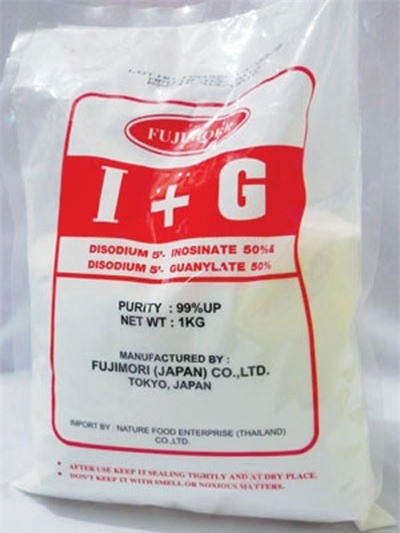 FUJIMORI
I + G
DISODIUM 5'- INOSINATE 50%&
DISODIUM 5'- GUANYLATE 50%
PURITY : 99%UP
NET WT : 1KG
MANUFACTURED BY :
FUJIMORI (JAPAN) CO.,LTD.
TOKYO, JAPAN
IMPORT BY : NATURE FOOD ENTERPRISE (THAILAND)
CO.,LTD.
• AFTER USE KEEP IT SEALING TIGHTLY AND AT DRY PLACE.
• DON'T KEEP IT WITH SMELL OR NOXIOUS MATTERS.